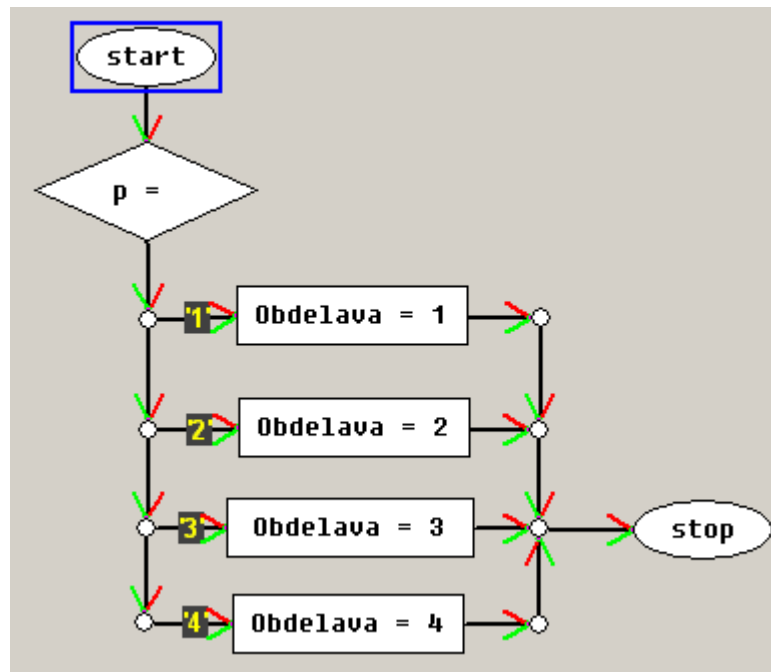 start
p =
'1' Obdelava = 1
'2' Obdelava = 2
'3' Obdelava = 3
stop
'4' Obdelava = 4